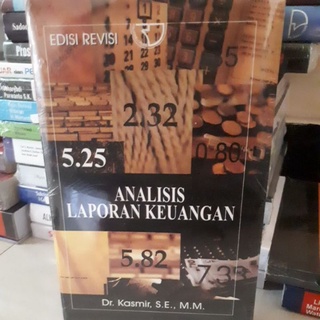 EDISI REVISI
2.32
5.25
0.80
ANALISIS
LAPORAN KEUANGAN
5.82
7.33
Dr. Kasmir, S.E., M.M.